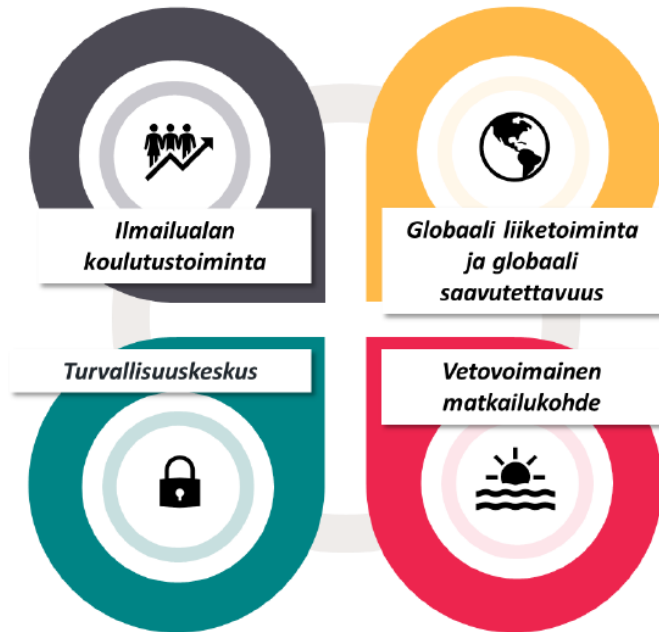 Ilmailualan
koulutustoiminta
Globaali liiketoiminta
ja globaali
saavutettavuus
Turvallisuuskeskus
Vetovoimainen
matkailukohde